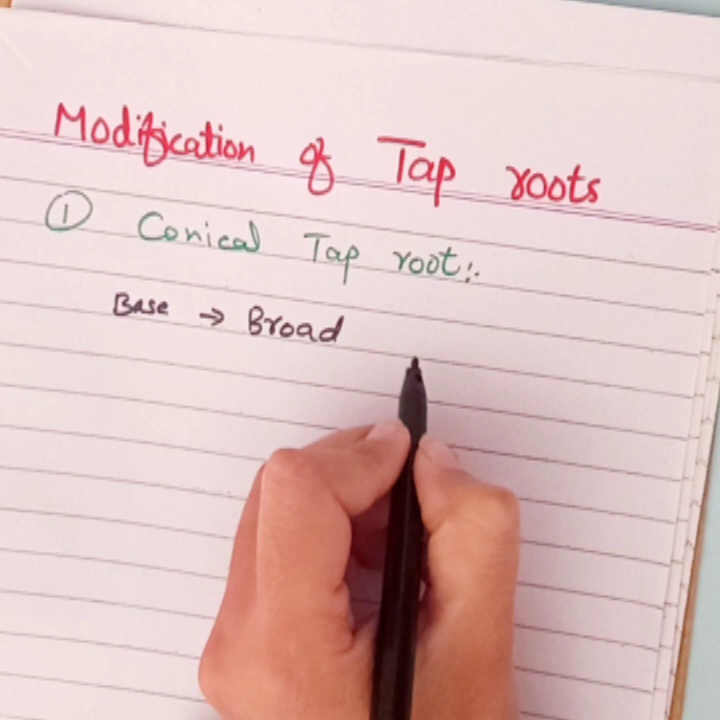 Modification of Tap roots
① Conical Tap root:.
Base → Broad